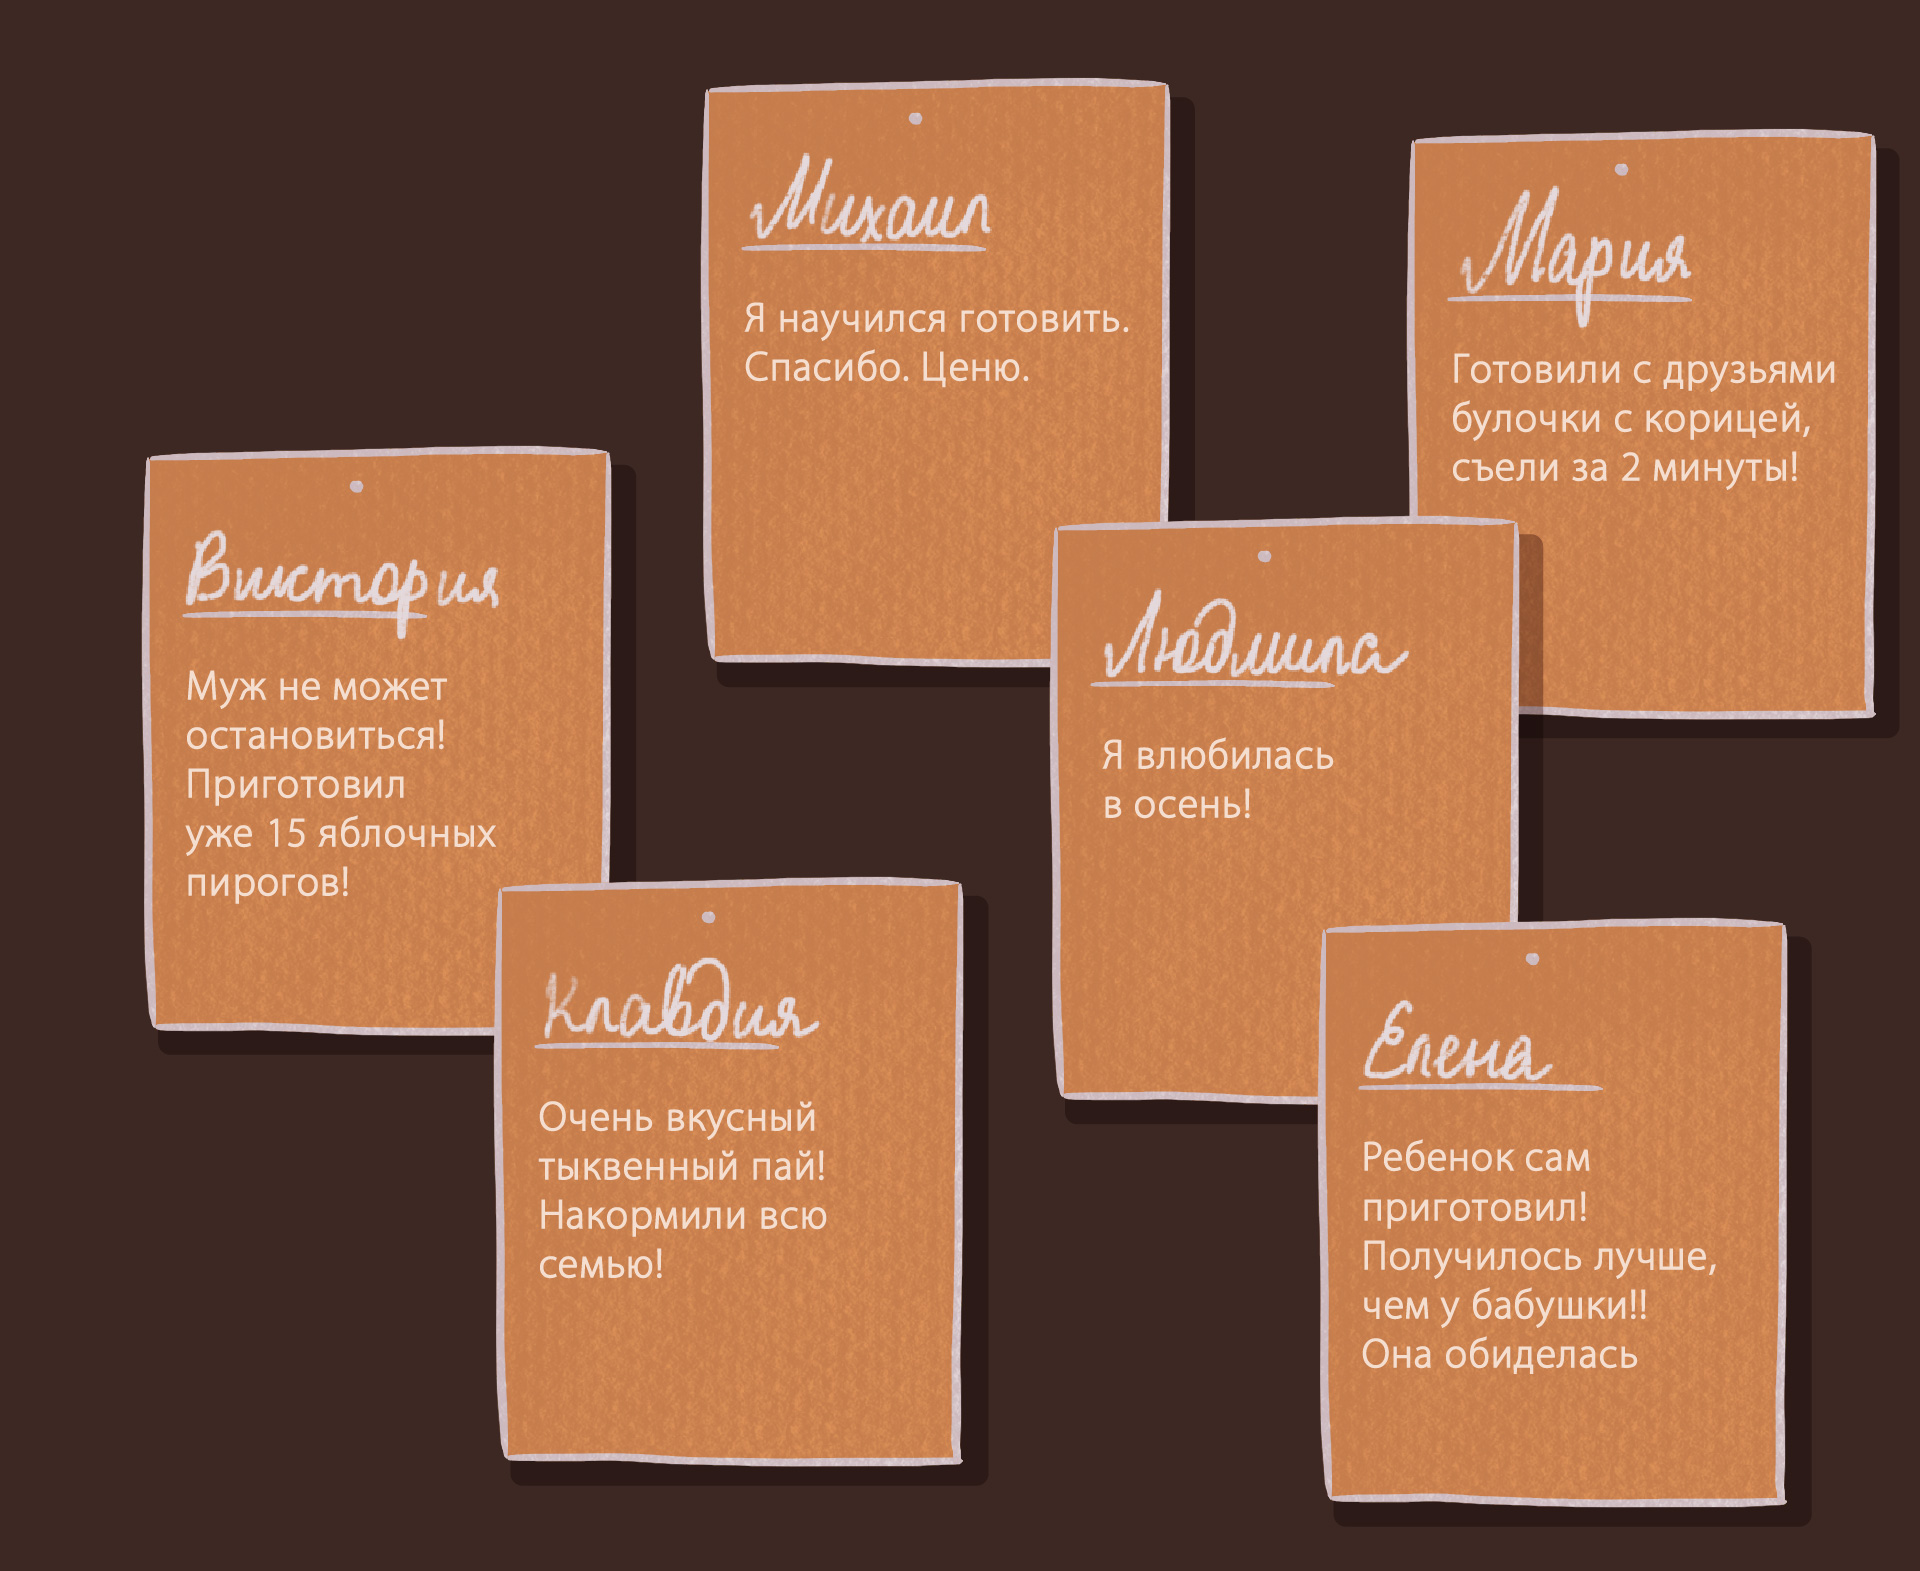 Михаил
Я научился готовить.
Спасибо. Ценю.
Мария
Готовили с друзьями
булочки с корицей,
съели за 2 минуты!
Виктория
Муж не может
остановиться!
Приготовил
уже 15 яблочных
пирогов!
Людмила
Я влюбилась
в осень!
Клавдия
Очень вкусный
тыквенный пай!
Накормили всю
семью!
Елена
Ребенок сам
приготовил!
Получилось лучше,
чем у бабушки!!
Она обиделась